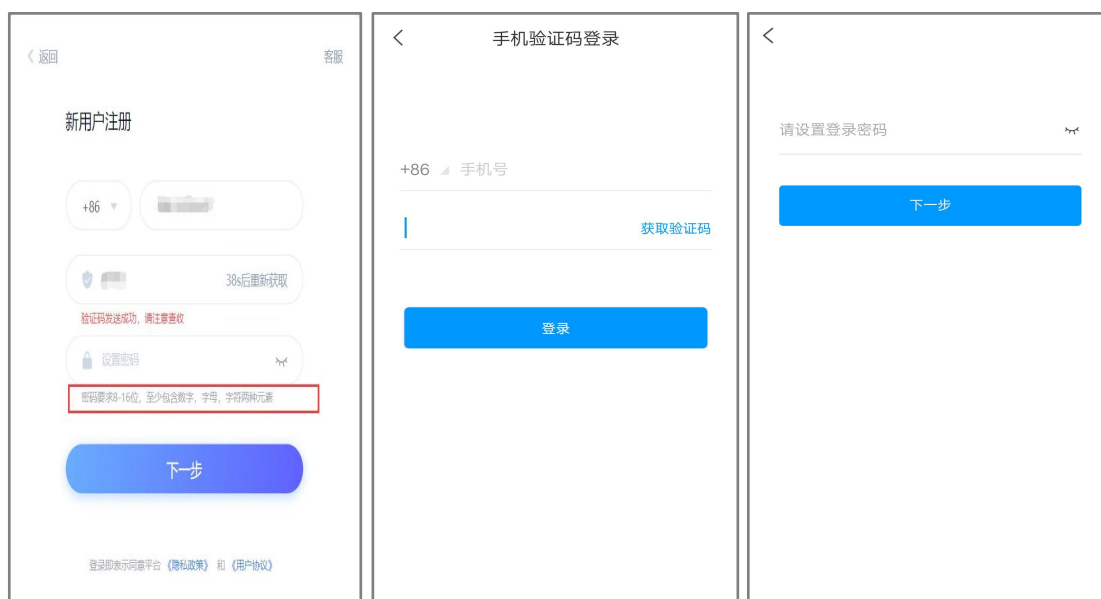 〈 返回
客服
新用户注册
+86
38s后重新获取
验证码发送成功，请注意查收
设置密码
密码要求8-16位，至少包含数字，字母，字符两种元素
下一步
登录即表示同意平台《隐私政策》 和 《用户协议》
手机验证码登录
+86 手机号
获取验证码
登录
请设置登录密码
下一步